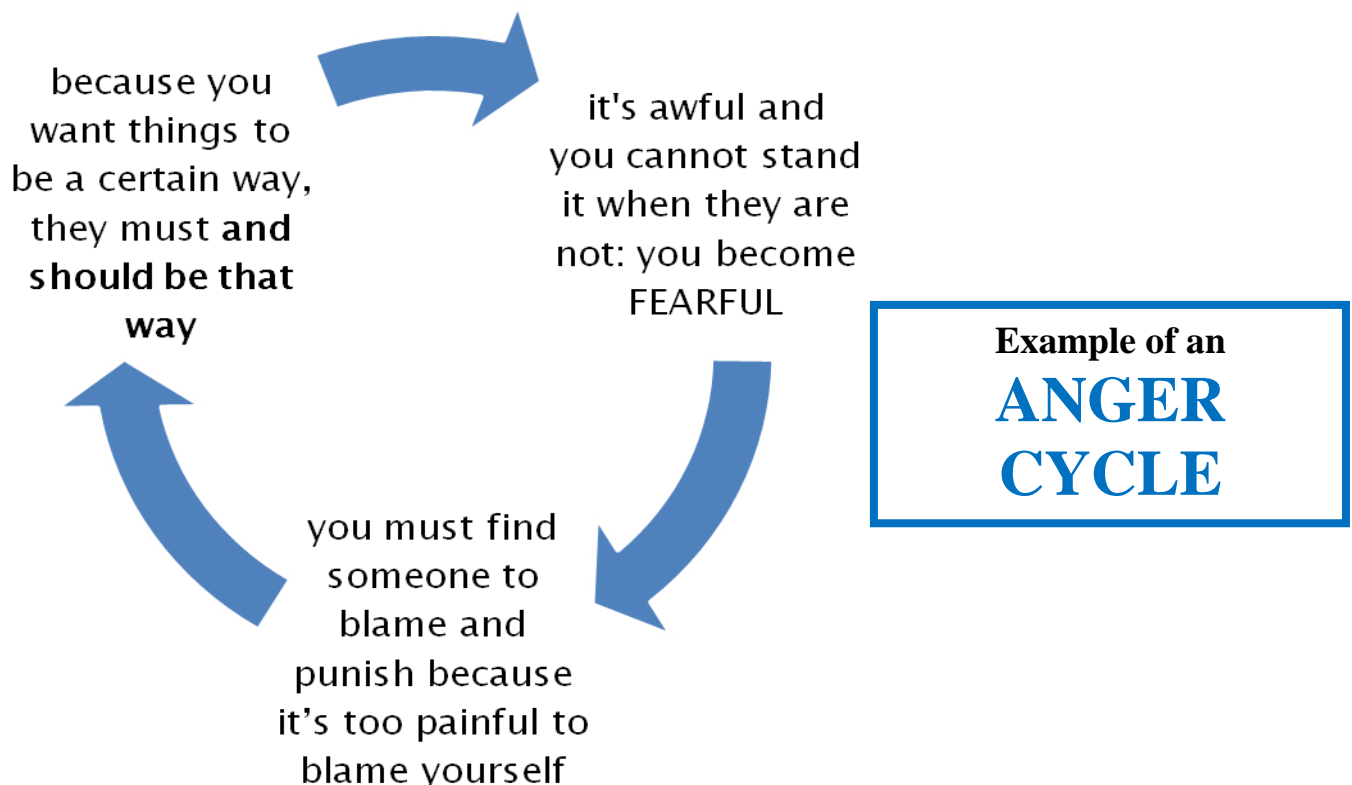 because you
want things to
be a certain way,
they must and
should be that
way
it's awful and
you cannot stand
it when they are
not: you become
FEARFUL
you must find
someone to
blame and
punish because
it’s too painful to
blame yourself
Example of an
ANGER
CYCLE